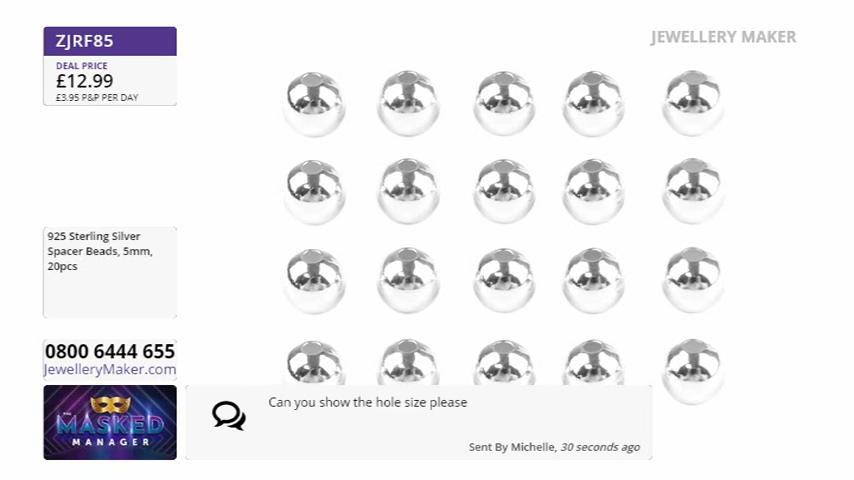 ZJRF85
DEAL PRICE
£12.99
£3.95 P&P PER DAY
JEWELLERY MAKER
925 Sterling Silver
Spacer Beads, 5mm,
20pcs
0800 6444 655
JewelleryMaker.com
THE
MASKED
MANAGER
Can you show the hole size please
Sent By Michelle, 30 seconds ago